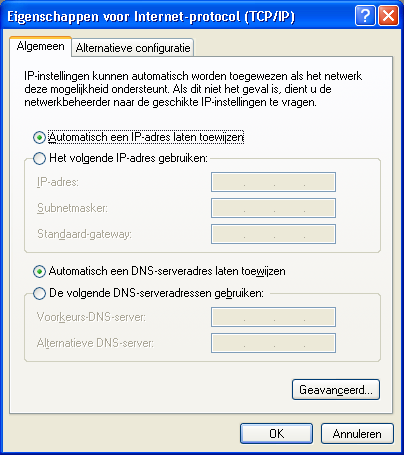 Eigenschappen voor Internet-protocol (TCP/IP)
Algemeen
Alternatieve configuratie
IP-instellingen kunnen automatisch worden toegewezen als het netwerk
deze mogelijkheid ondersteunt. Als dit niet het geval is, dient u de
netwerkbeheerder naar de geschikte IP-instellingen te vragen.
Automatisch een IP-adres laten toewijzen
Het volgende IP-adres gebruiken:
IP-adres:
Subnetmasker:
Standaard-gateway:
Automatisch een DNS-serveradres laten toewijzen
De volgende DNS-serveradressen gebruiken:
Voorkeurs-DNS-server:
Alternatieve DNS-server:
Geavanceerd...
OK
Annuleren